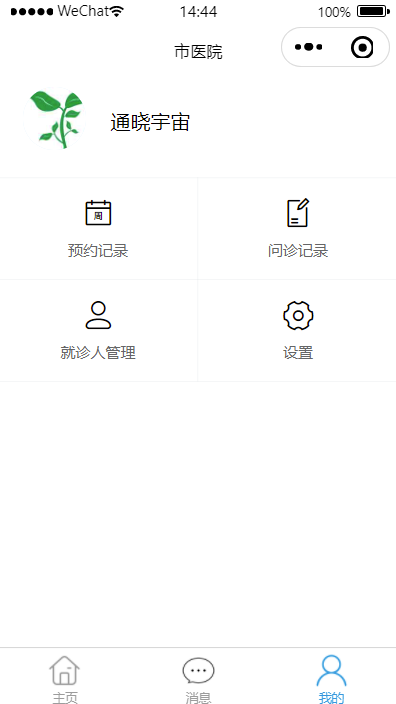 WeChat 14:44 100%
市医院
通晓宇宙
周
预约记录 问诊记录
就诊人管理 设置
主页 消息 我的